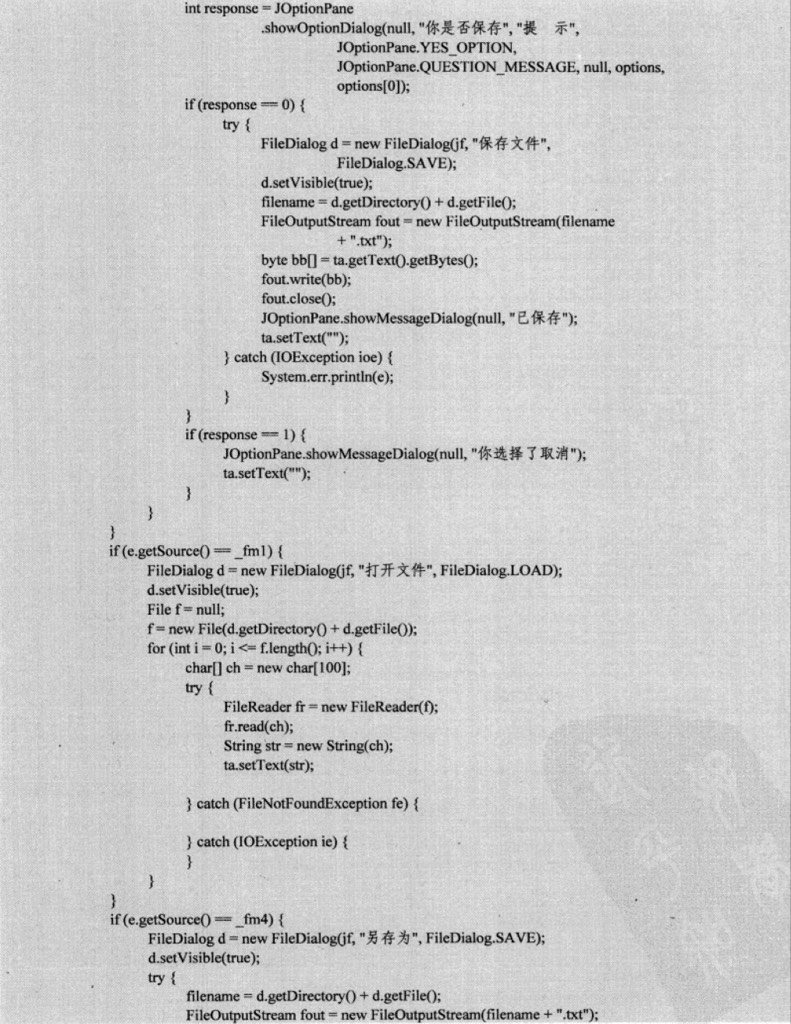 int response = JOptionPane
.showOptionDialog(null, "你是否保存", "提 示",
JOptionPane.YES_OPTION,
JOptionPane.QUESTION_MESSAGE, null, options,
options[0]);
if (response == 0) {
try {
FileDialog d = new FileDialog(jf, "保存文件",
FileDialog.SAVE);
d.setVisible(true);
filename = d.getDirectory() + d.getFile();
FileOutputStream fout = new FileOutputStream(filename
+ ".txt");
byte bb[] = ta.getText().getBytes();
fout.write(bb);
fout.close();
JOptionPane.showMessageDialog(null, "已保存");
ta.setText("");
} catch (IOException ioe) {
System.err.println(e);
}
}
if (response == 1) {
JOptionPane.showMessageDialog(null, "你选择了取消");
ta.setText("");
}
}
}
if (e.getSource() == _fm1) {
FileDialog d = new FileDialog(jf, "打开文件", FileDialog.LOAD);
d.setVisible(true);
File f = null;
f = new File(d.getDirectory() + d.getFile());
for (int i = 0; i <= f.length(); i++) {
char[] ch = new char[100];
try {
FileReader fr = new FileReader(f);
fr.read(ch);
String str = new String(ch);
ta.setText(str);
} catch (FileNotFoundException fe) {
} catch (IOException ie) {
}
}
}
if (e.getSource() == _fm4) {
FileDialog d = new FileDialog(jf, "另存为", FileDialog.SAVE);
d.setVisible(true);
try {
filename = d.getDirectory() + d.getFile();
FileOutputStream fout = new FileOutputStream(filename + ".txt");